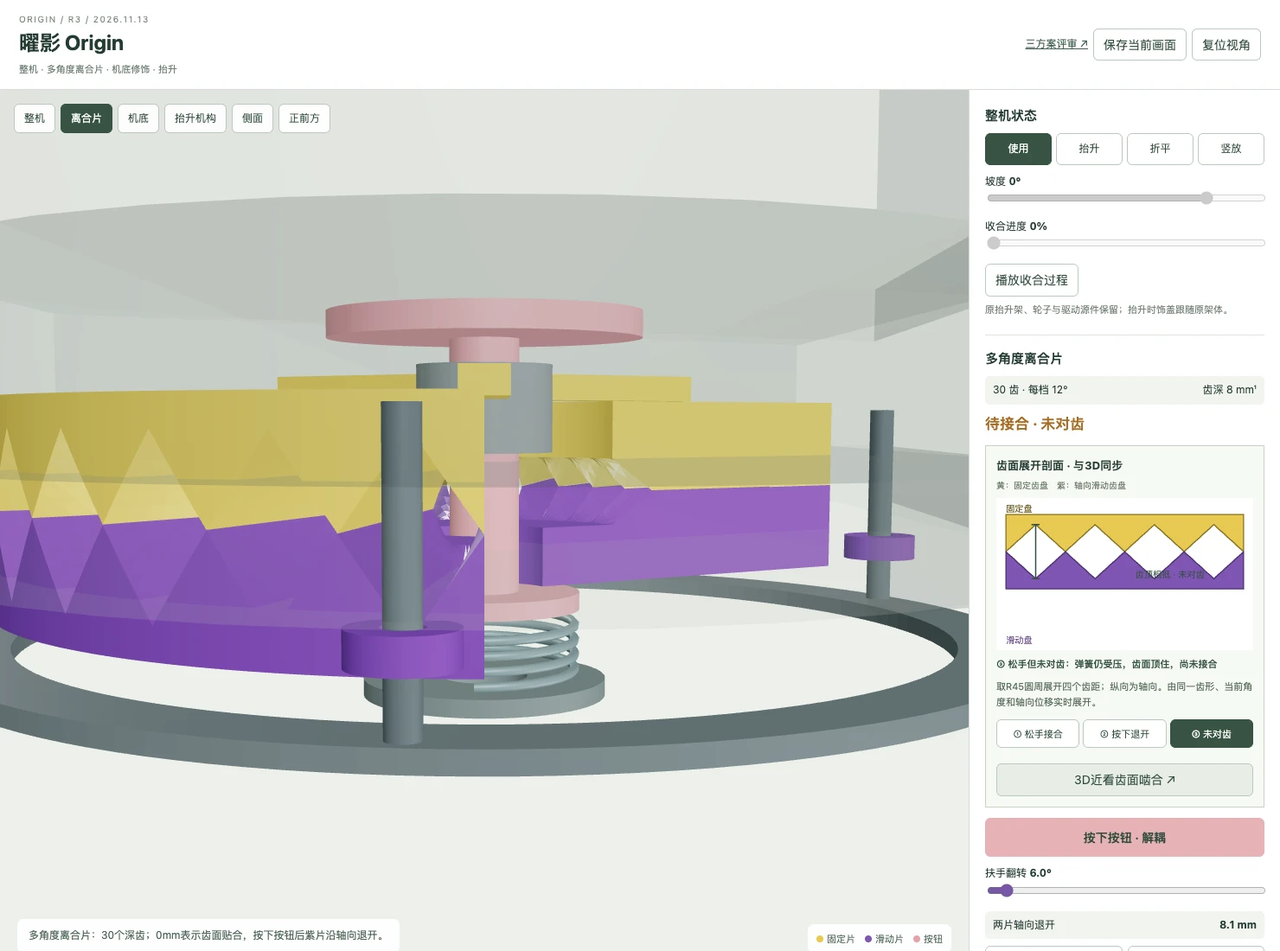 ORIGIN / R3 / 2026.11.13
曜影 Origin
整机 · 多角度离合片 · 机底修饰 · 抬升
三方案评审 ↗
保存当前画面
复位视角
整机
离合片
机底
抬升机构
侧面
正前方
整机状态
使用
抬升
折平
竖放
坡度 0°
收合进度 0%
播放收合过程
原抬升架、轮子与驱动源件保留；抬升时饰盖跟随原架体。
多角度离合片
30 齿 · 每档 12°
齿深 8 mm¹
待接合 · 未对齿
齿面展开剖面 · 与3D同步
黄：固定齿盘 紫：轴向滑动齿盘
固定盘
齿顶相抵 · 未对齿
滑动盘
③ 松手但未对齿：弹簧仍受压，齿面顶住，尚未接合
取R45圆周展开四个齿距；纵向为轴向。由同一齿形、当前角
度和轴向位移实时展开。
① 松手接合
② 按下退开
③ 未对齿
3D近看齿面啮合 ↗
按下按钮 · 解耦
扶手翻转 6.0°
两片轴向退开
8.1 mm
多角度离合片：30个深齿；0mm表示齿面贴合，按下按钮后紫片沿轴向退开。
固定片
滑动片
按钮